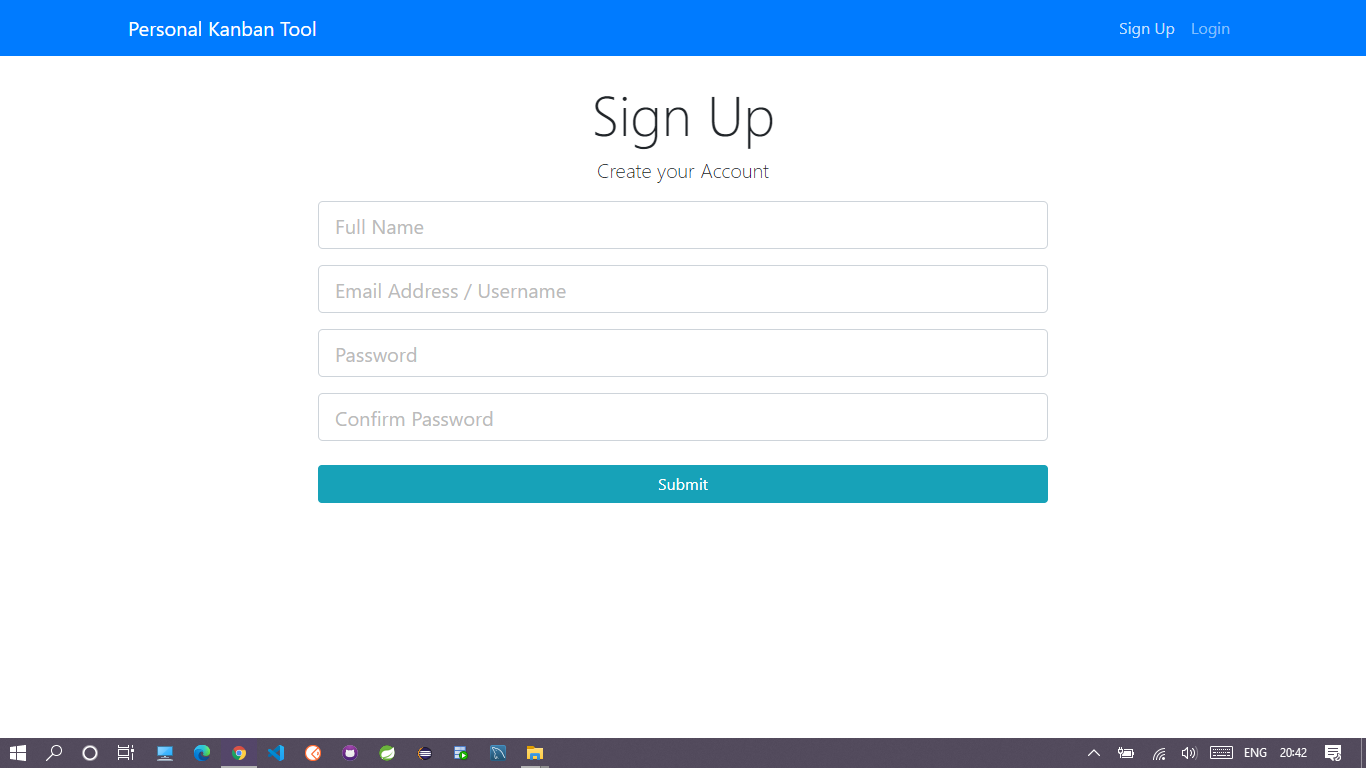 Personal Kanban Tool Sign Up Login
Sign Up
Create your Account
Full Name
Email Address / Username
Password
Confirm Password
Submit
ENG 20:42